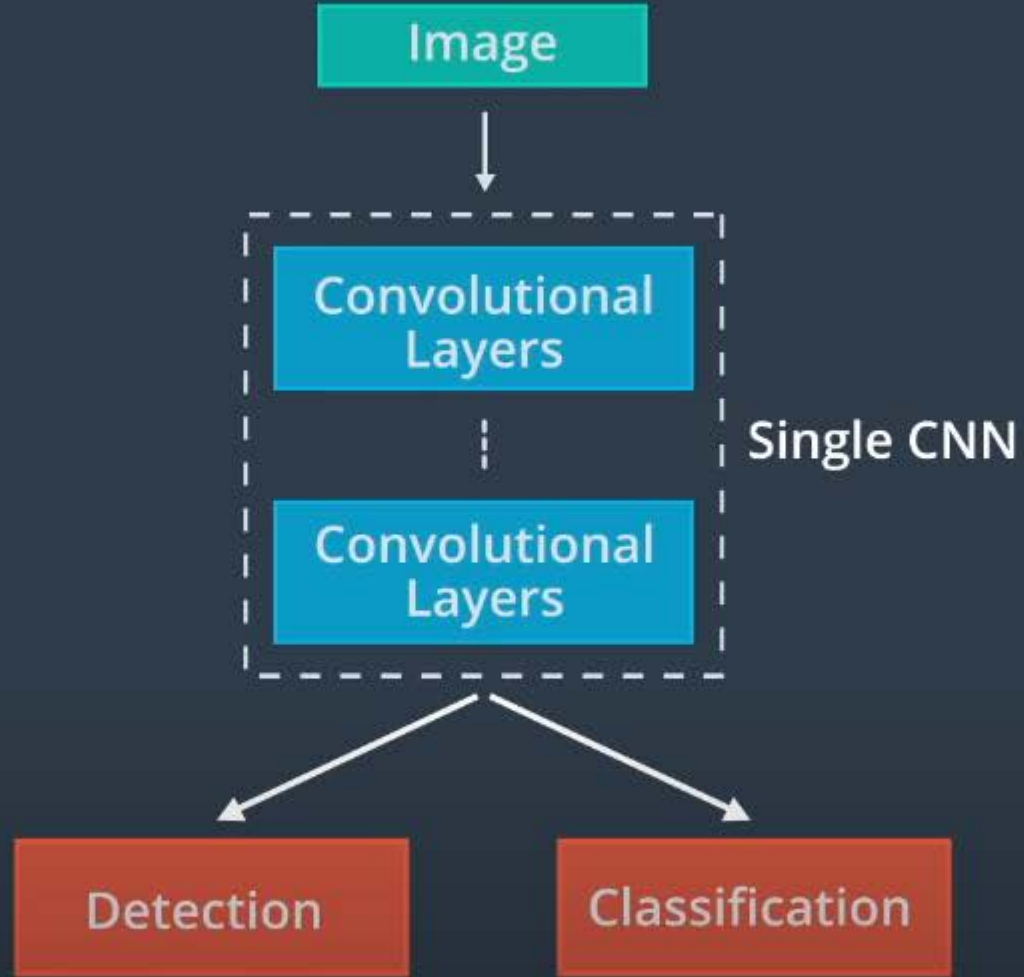 Image
Convolutional
Layers
Single CNN
Convolutional
Layers
Detection
Classification